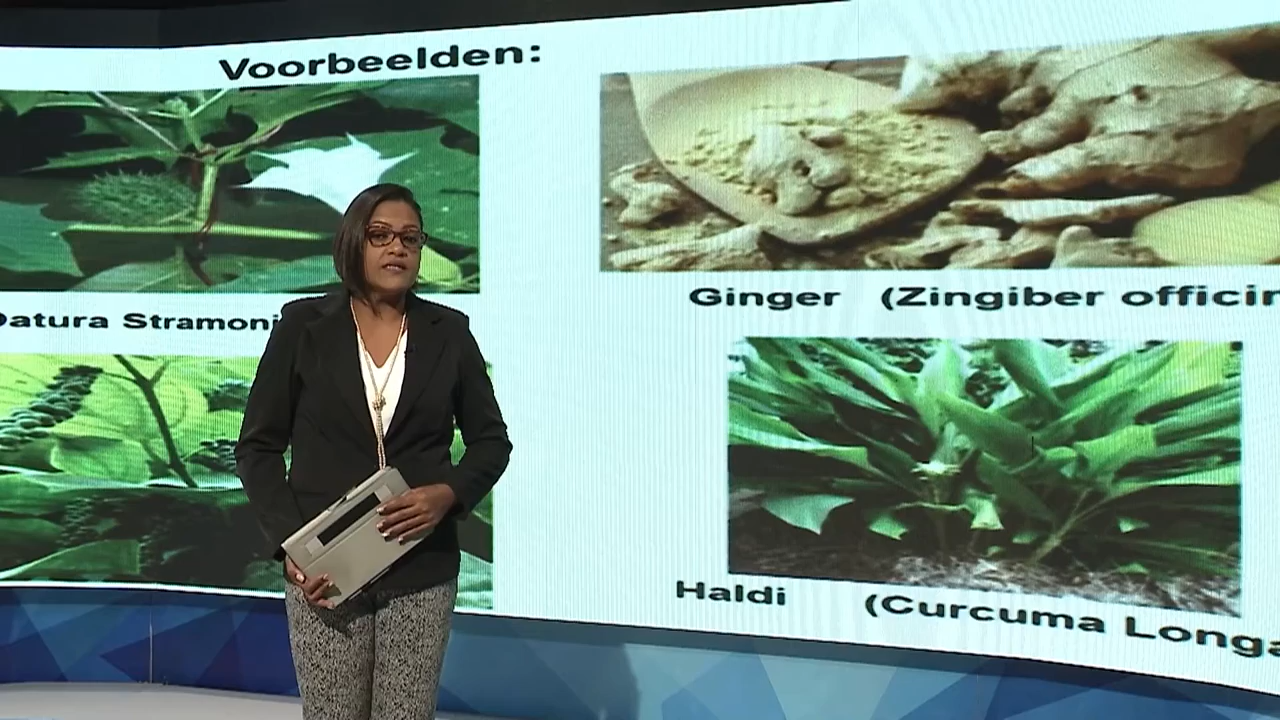 Voorbeelden:
Ginger (Zingiber officin
Datura Stramoni
Haldi (Curcuma Longa